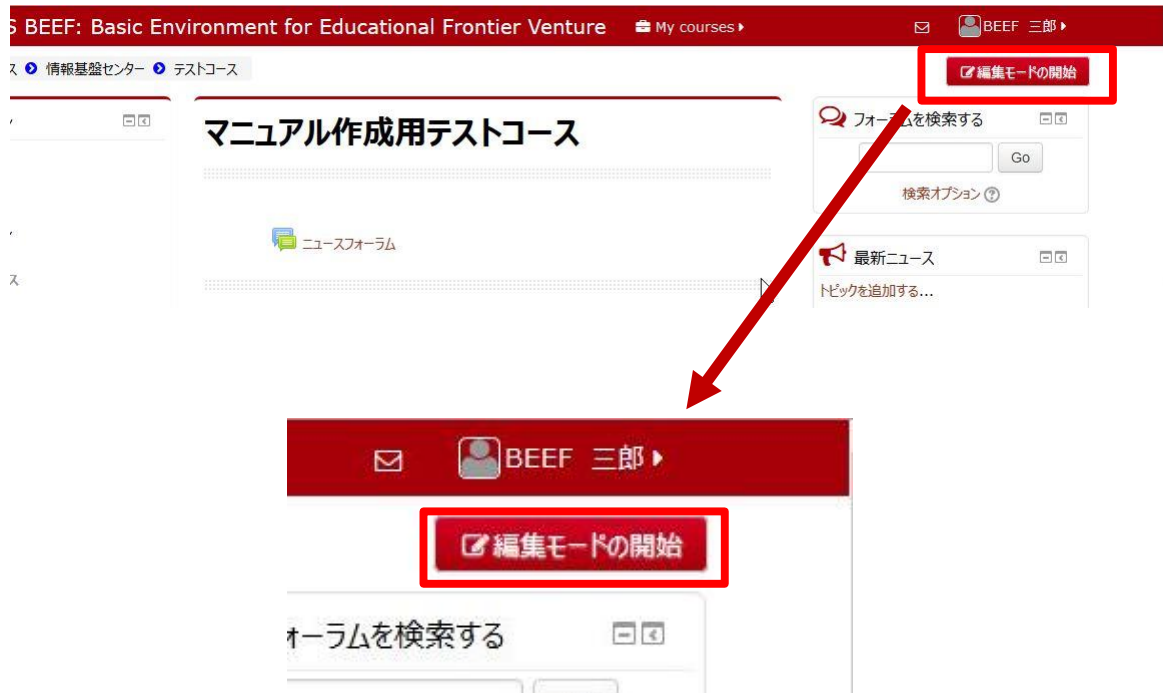 S BEEF: Basic Environment for Educational Frontier Venture My courses BEEF 三郎
ス 情報基盤センター テストコース
編集モードの開始
マニュアル作成用テストコース
フォーラムを検索する
Go
検索オプション
ニュースフォーラム
最新ニュース
ス
トピックを追加する...
BEEF 三郎
編集モードの開始
ォーラムを検索する